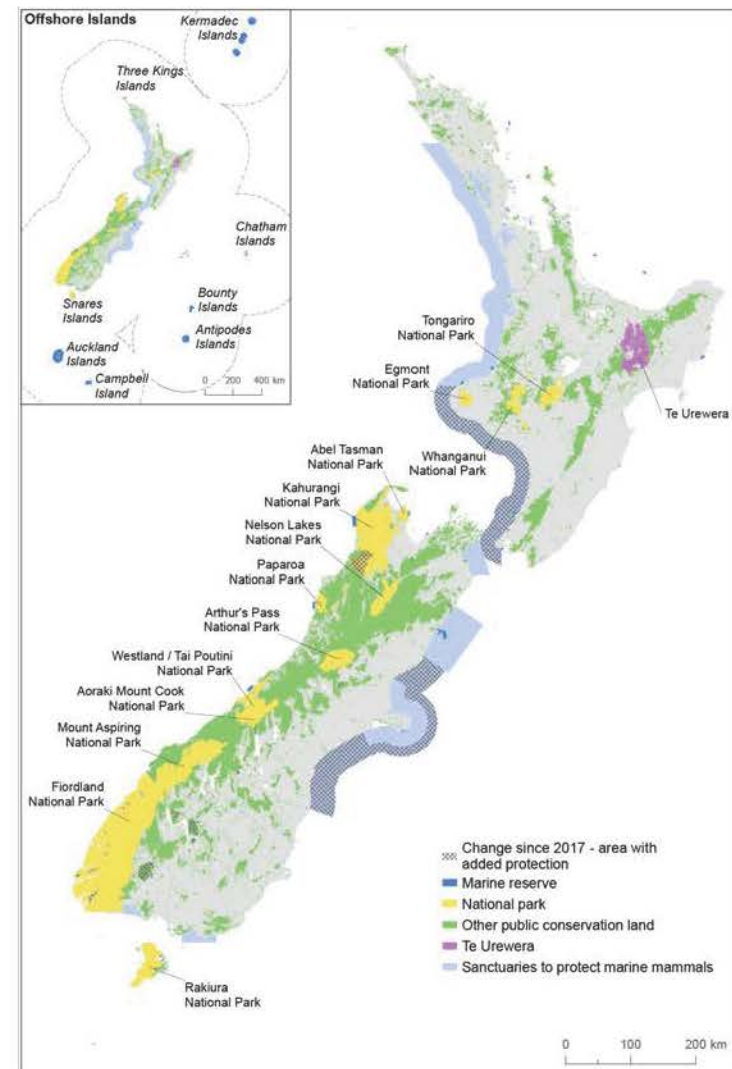 Offshore Islands
Kermadec
Islands
Three Kings
Islands
Chatham
Islands
Bounty
Islands
Snares
Islands
Antipodes
Islands
Auckland
Islands
Campbell
Island
0 200 400 km
Tongariro
National Park
Egmont
National Park
Te Urewera
Whanganui
National Park
Abel Tasman
National Park
Kahurangi
National Park
Nelson Lakes
National Park
Paparoa
National Park
Arthur's Pass
National Park
Westland / Tai Poutini
National Park
Aoraki Mount Cook
National Park
Mount Aspiring
National Park
Fiordland
National Park
Rakiura
National Park
Change since 2017 - area with
added protection
Marine reserve
National park
Other public conservation land
Te Urewera
Sanctuaries to protect marine mammals
0 100 200 km